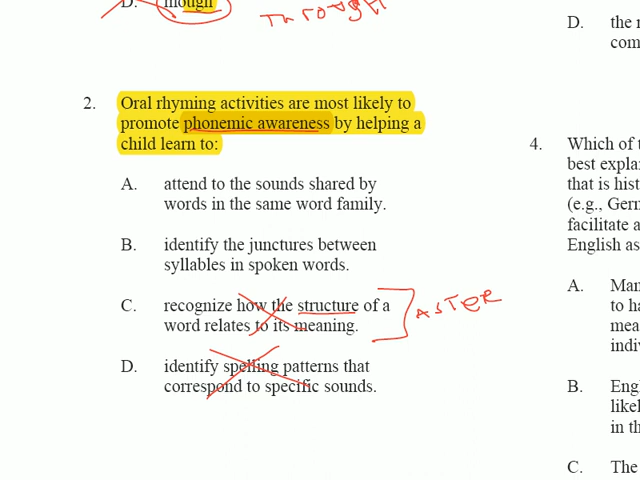 D. though
THROUGH
D. the r
com
2. Oral rhyming activities are most likely to
promote phonemic awareness by helping a
child learn to:
A. attend to the sounds shared by
words in the same word family.
B. identify the junctures between
syllables in spoken words.
C. recognize how the structure of a
word relates to its meaning.
ASTER
D. identify spelling patterns that
correspond to specific sounds.
4. Which of t
best expla
that is hist
(e.g., Gern
facilitate a
English as
A. Man
to ha
mea
indiv
B. Engl
likel
in th
C. The